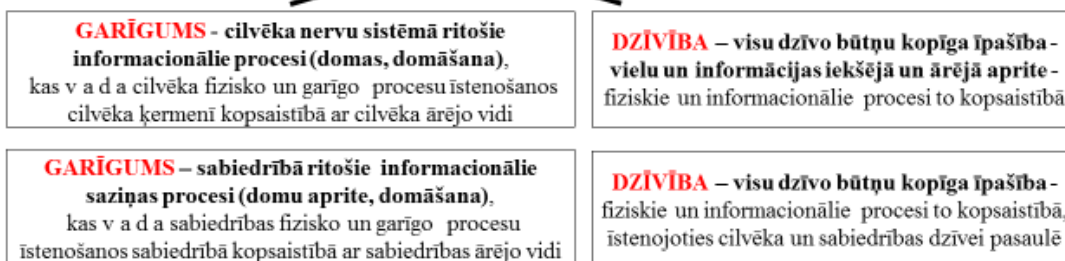 GARĪGUMS - cilvēka nervu sistēmā ritošie
informacionālie procesi (domas, domāšana),
kas v a d a cilvēka fizisko un garīgo procesu īstenošanos
cilvēka ķermenī kopsaistībā ar cilvēka ārējo vidi
DZĪVĪBA – visu dzīvo būtņu kopīga īpašība -
vielu un informācijas iekšējā un ārējā aprite -
fiziskie un informacionālie procesi to kopsaistībā
GARĪGUMS – sabiedrībā ritošie informacionālie
saziņas procesi (domu aprite, domāšana),
kas v a d a sabiedrības fizisko un garīgo procesu
īstenošanos sabiedrībā kopsaistībā ar sabiedrības ārējo vidi
DZĪVĪBA – visu dzīvo būtņu kopīga īpašība -
fiziskie un informacionālie procesi to kopsaistībā,
īstenojoties cilvēka un sabiedrības dzīvei pasaulē